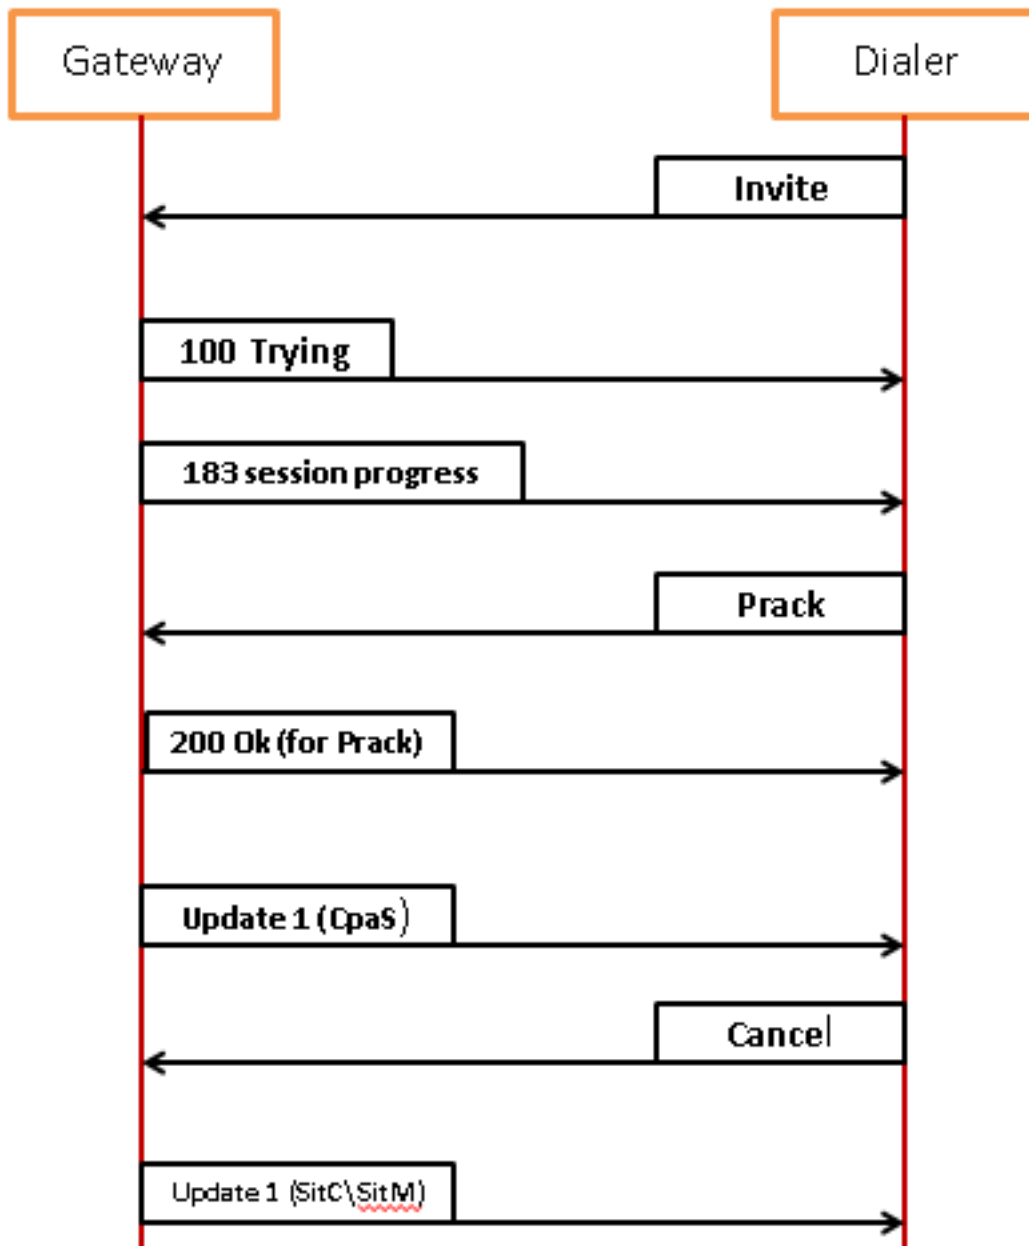 Gateway
Dialer
Invite
100 Trying
183 session progress
Prack
200 Ok (for Prack)
Update 1 (CpaS)
Cancel
Update 1 (SitC\SitM)